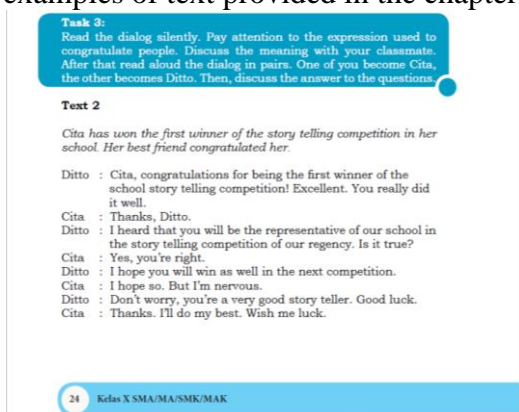 examples of text provided in the chapter
Task 3:
Read the dialog silently. Pay attention to the expression used to
congratulate people. Discuss the meaning with your classmate.
After that read aloud the dialog in pairs. One of you become Cita,
the other becomes Ditto. Then, discuss the answer to the questions.
Text 2
Cita has won the first winner of the story telling competition in her
school. Her best friend congratulated her.
Ditto : Cita, congratulations for being the first winner of the
school story telling competition! Excellent. You really did
it well.
Cita : Thanks, Ditto.
Ditto : I heard that you will be the representative of our school in
the story telling competition of our regency. Is it true?
Cita : Yes, you're right.
Ditto : I hope you will win as well in the next competition.
Cita : I hope so. But I'm nervous.
Ditto : Don't worry, you're a very good story teller. Good luck.
Cita : Thanks. I'll do my best. Wish me luck.
24 Kelas X SMA/MA/SMK/MAK